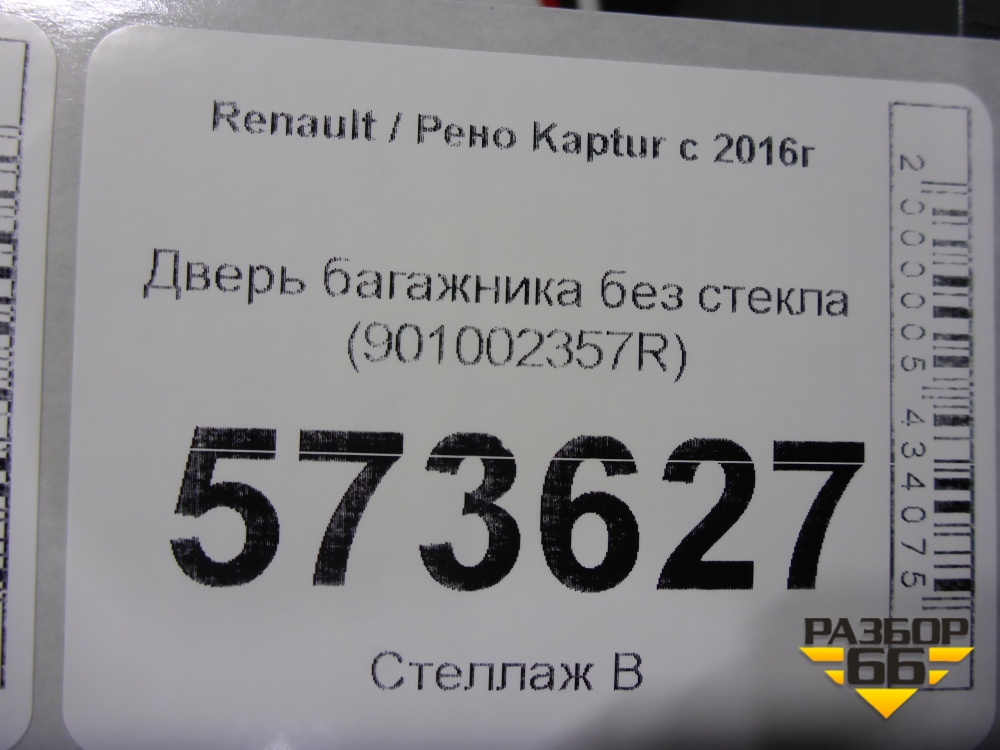 Renault / Рено Kaptur с 2016г
Дверь багажника без стекла
(901002357R)
573627
Стеллаж В
2000005434075
РАЗБОР
66